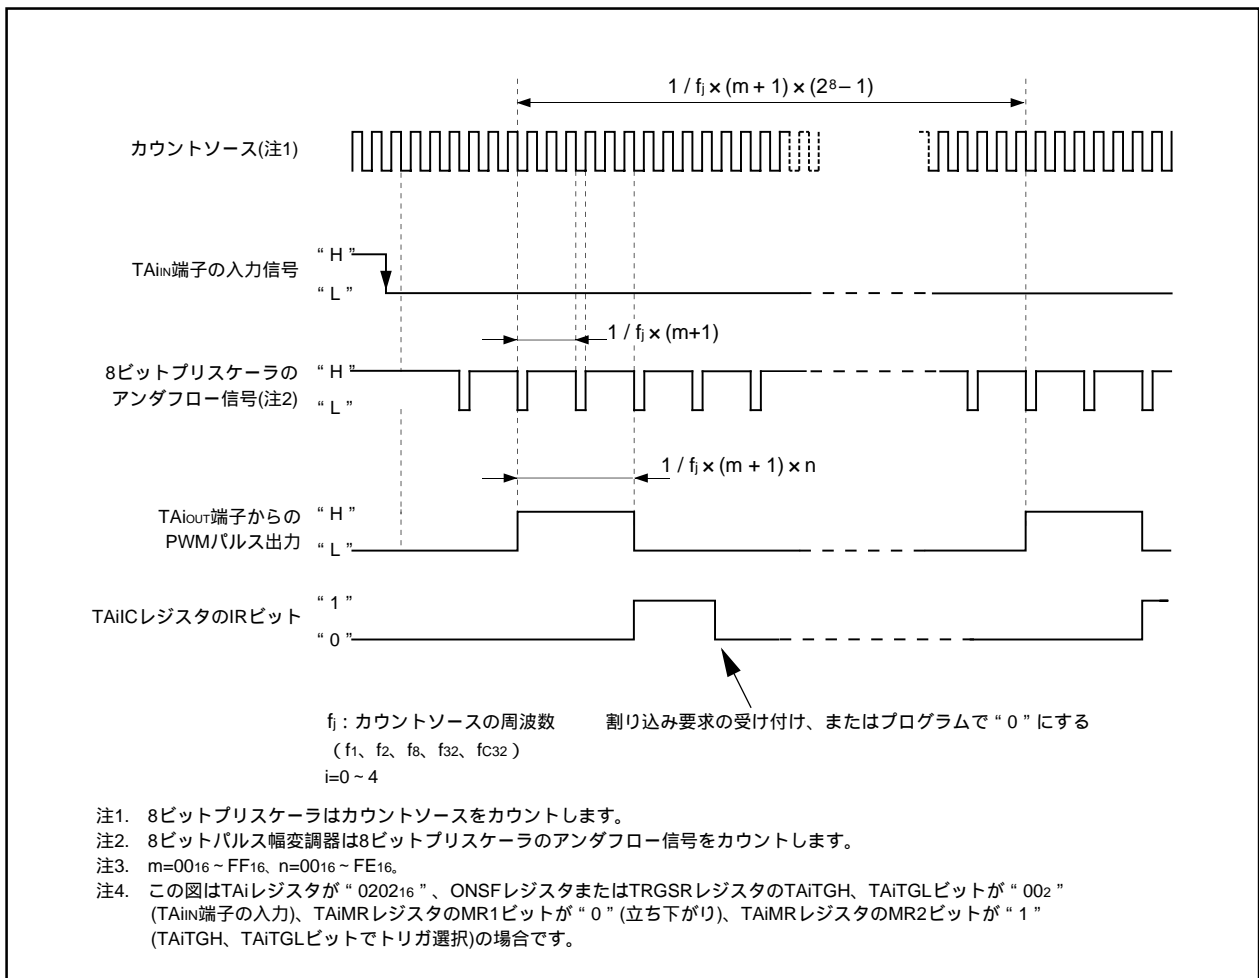 1 / fj × (m + 1) × (2⁸ – 1)
カウントソース(注1)
“ H ”
TAiIN端子の入力信号
“ L ”
1 / fj × (m+1)
8ビットプリスケーラの
アンダフロー信号(注2)
“ H ”
“ L ”
1 / fj × (m + 1) × n
TAiOUT端子からの
PWMパルス出力
“ H ”
“ L ”
“ 1 ”
TAiICレジスタのIRビット
“ 0 ”
fj : カウントソースの周波数
( f1、f2、f8、f32、fC32 )
i=0 ~ 4
割り込み要求の受け付け、またはプログラムで “ 0 ” にする
注1. 8ビットプリスケーラはカウントソースをカウントします。
注2. 8ビットパルス幅変調器は8ビットプリスケーラのアンダフロー信号をカウントします。
注3. m=0016 ~ FF16、n=0016 ~ FE16。
注4. この図はTAiレジスタが “ 020216 ” 、ONSFレジスタまたはTRGSRレジスタのTAiTGH、TAiTGLビットが “ 002 ”
(TAiIN端子の入力)、TAiMRレジスタのMR1ビットが “ 0 ” (立ち下がり)、TAiMRレジスタのMR2ビットが “ 1 ”
(TAiTGH、TAiTGLビットでトリガ選択)の場合です。